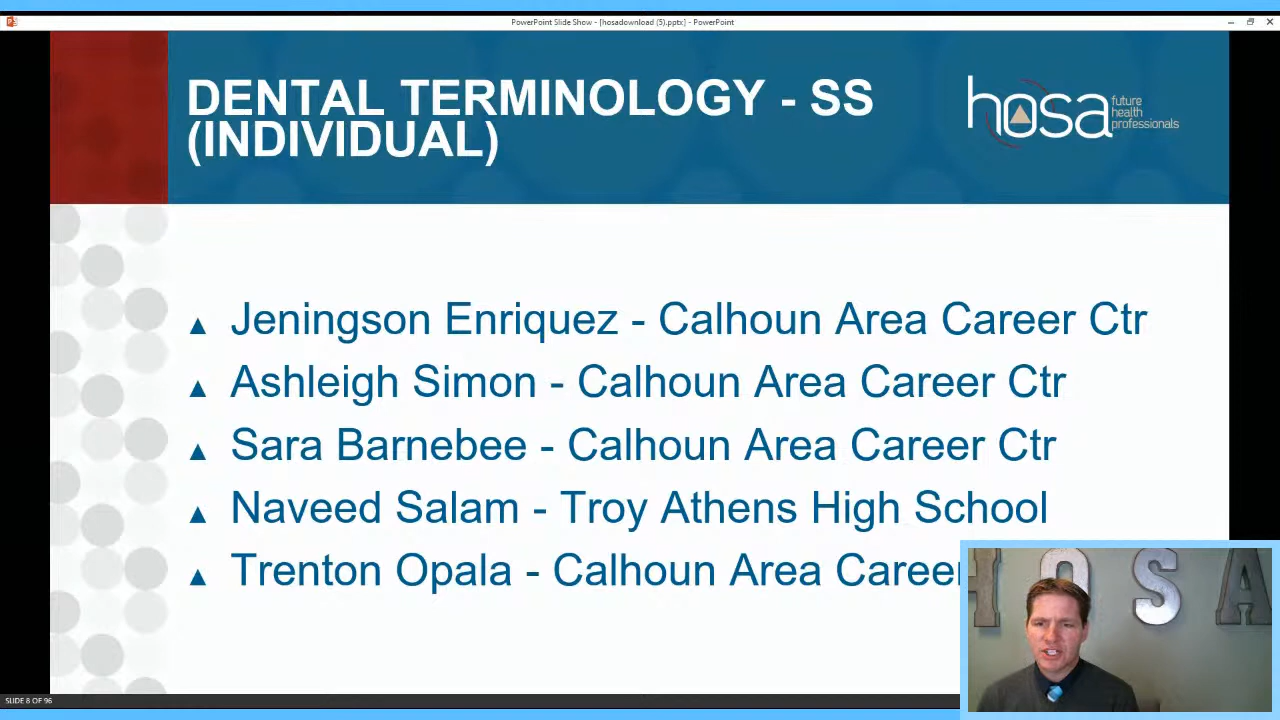 PowerPoint Slide Show - [hosadownload (5).pptx] - PowerPoint
DENTAL TERMINOLOGY - SS
(INDIVIDUAL)
hosa future health professionals
Jeningson Enriquez - Calhoun Area Career Ctr
Ashleigh Simon - Calhoun Area Career Ctr
Sara Barnebee - Calhoun Area Career Ctr
Naveed Salam - Troy Athens High School
Trenton Opala - Calhoun Area Career
HOSA
SLIDE 8 OF 96